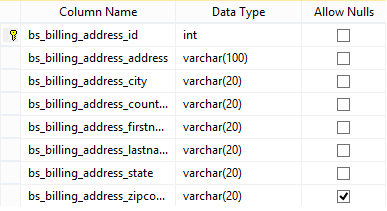 Column Name Data Type Allow Nulls
bs_billing_address_id int
bs_billing_address_address varchar(100)
bs_billing_address_city varchar(20)
bs_billing_address_count... varchar(20)
bs_billing_address_firstn... varchar(20)
bs_billing_address_lastna... varchar(20)
bs_billing_address_state varchar(20)
bs_billing_address_zipco... varchar(20)